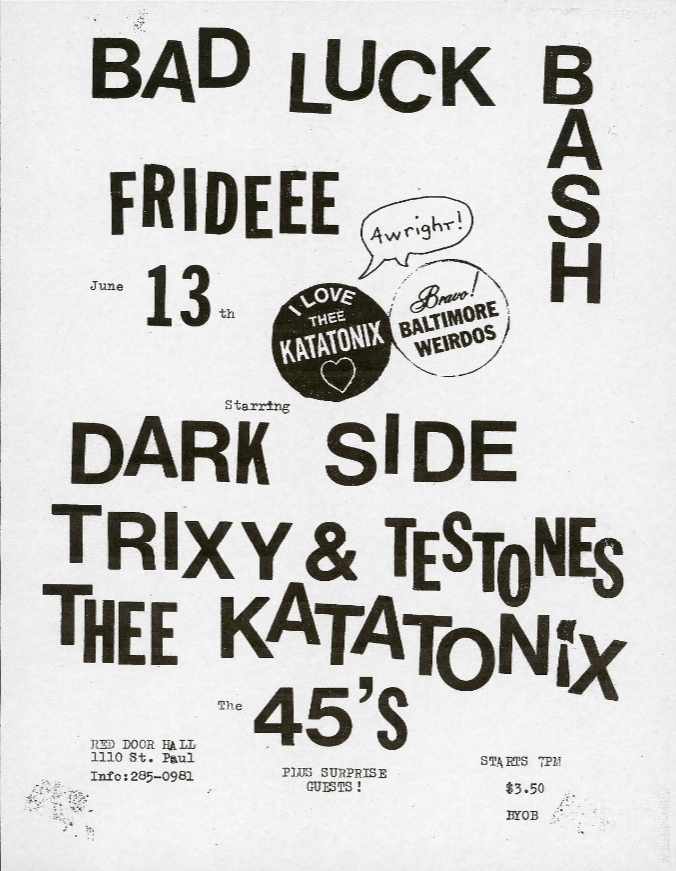 BAD LUCK BASH
FRIDEEE
June 13th
Awright!
I LOVE
THEE
KATATONIX
Bravo!
BALTIMORE
WEIRDOS
Starring
DARK SIDE
TRIXY & TESTONES
THEE KATATONiX
The 45'S
RED DOOR HALL
1110 St. Paul
Info:285-0981
PLUS SURPRISE
GUESTS!
STARTS 7PM
$3.50
BYOB